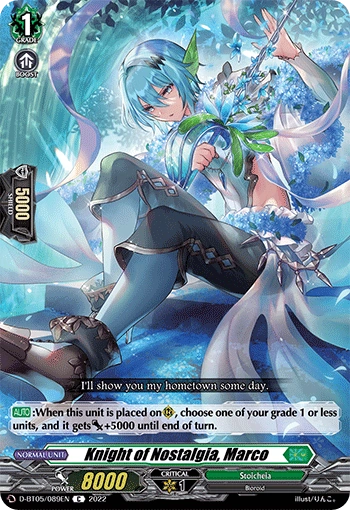 1
GRADE
BOOST
5000
SHIELD
I'll show you my hometown some day.
AUTO:When this unit is placed on , choose one of your grade 1 or less
units, and it gets +5000 until end of turn.
NORMAL UNIT
Knight of Nostalgia, Marco
POWER 8000
CRITICAL
1
Stoicheia
Bioroid
D-BT05/089EN C 2022
illust/りんご。